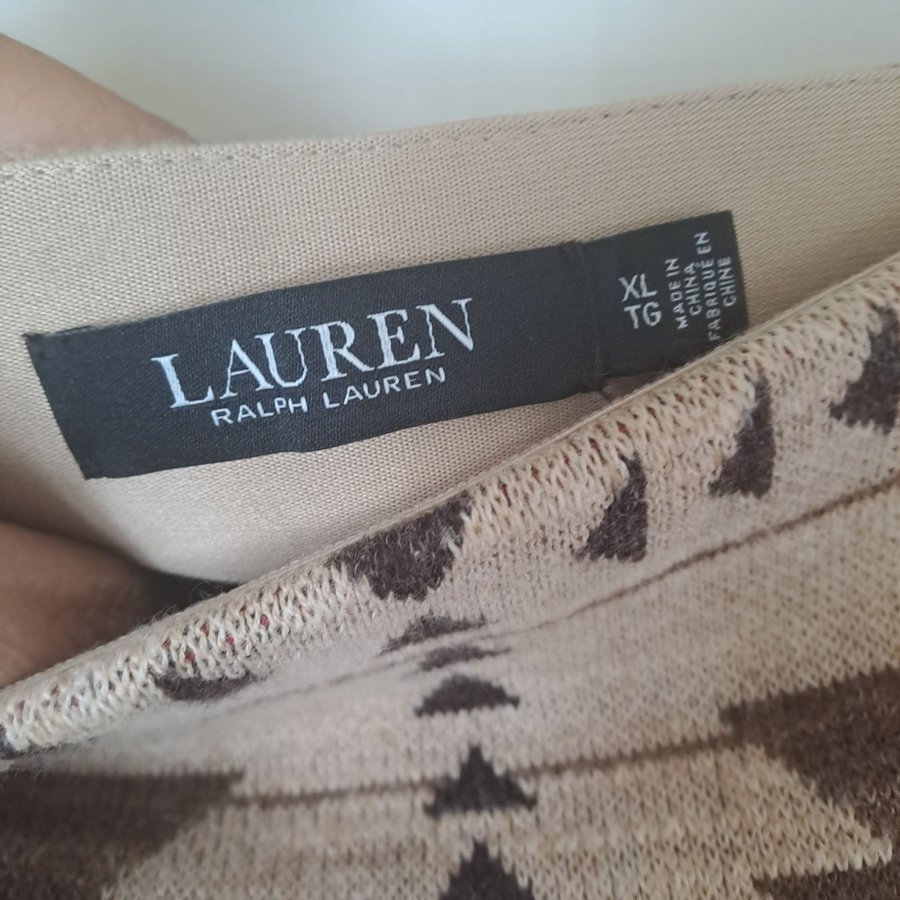 LAUREN
RALPH LAUREN
XL
TG
MADE IN
CHINA
FABRIQUÉ EN
CHINE